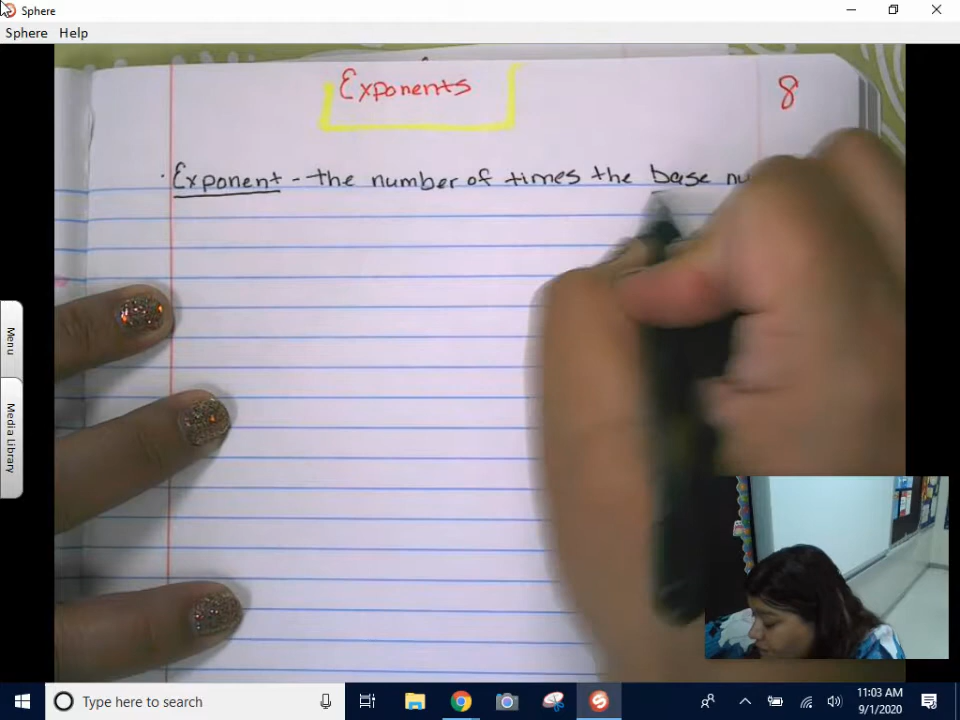 Sphere
Sphere Help
Exponents
8
· Exponent - the number of times the base
Menu
Media Library
Type here to search
11:03 AM
9/1/2020